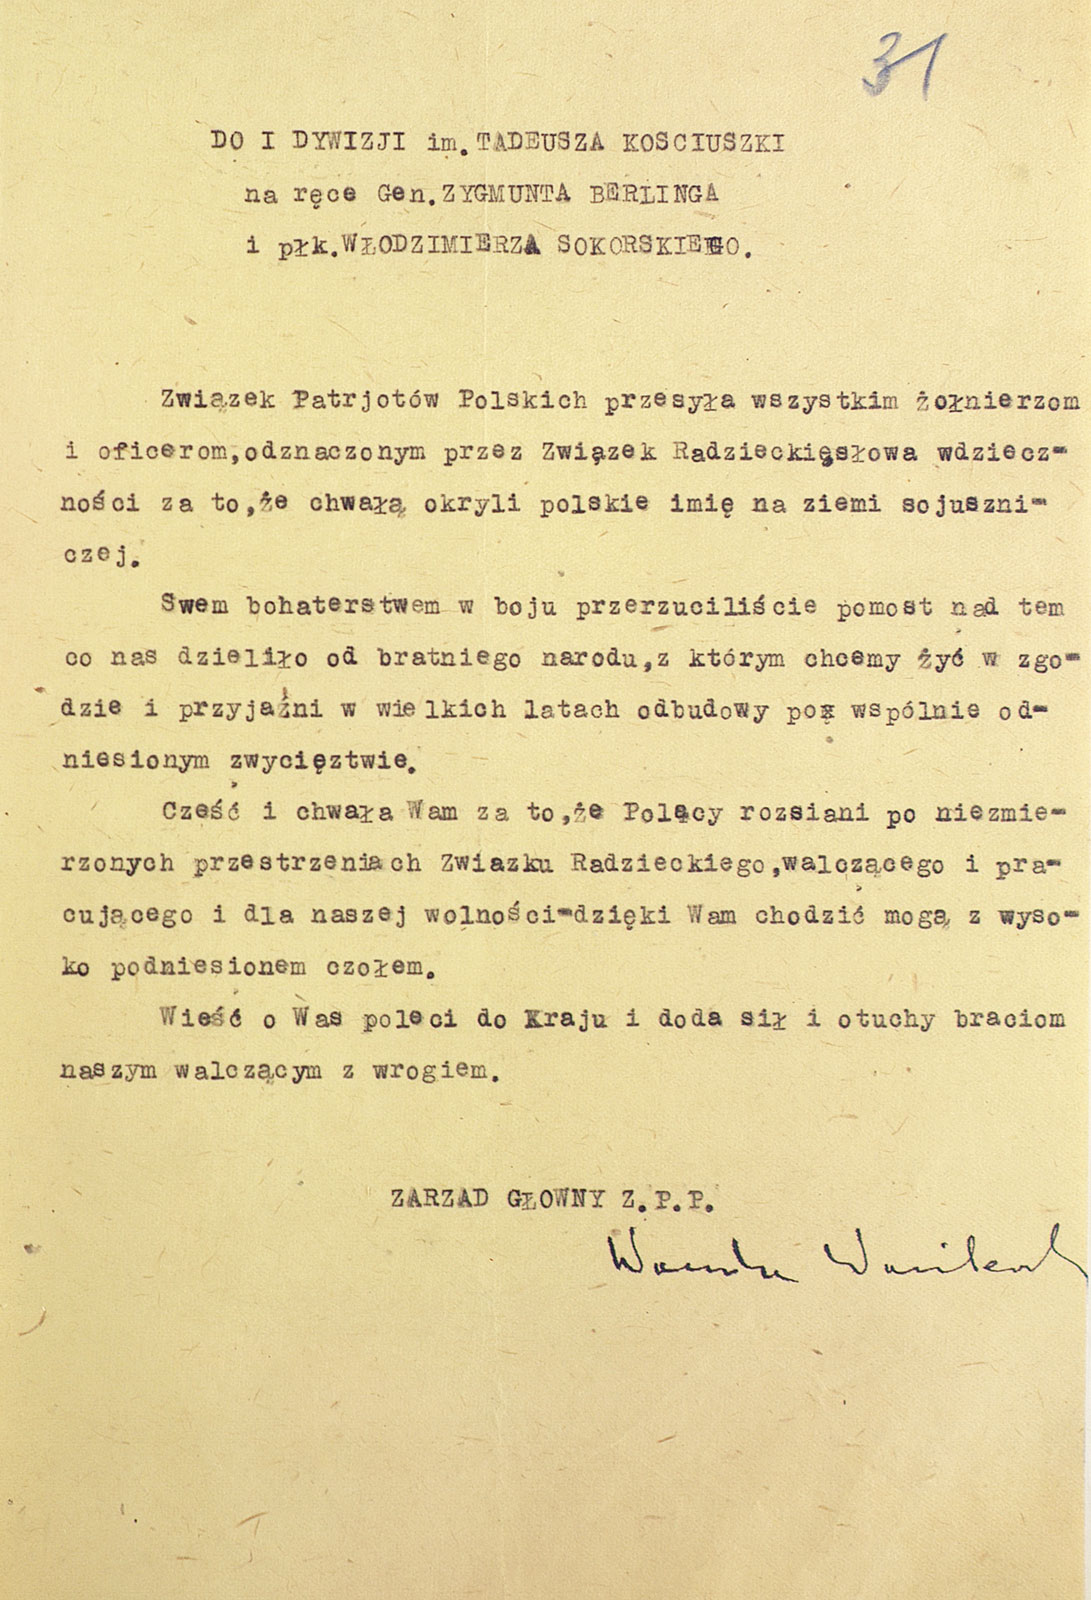 31
DO I DYWIZJI im.TADEUSZA KOSCIUSZKI
na ręce Gen.ZYGMUNTA BERLINGA
i płk.WŁODZIMIERZA SOKORSKIEGO.
Związek Patrjotów Polskich przesyła wszystkim żołnierzom
i oficerom,odznaczonym przez Związek Radzieckięsłowa wdziecz-
ności za to,że chwałą okryli polskie imię na ziemi sojuszni-
czej.
Swem bohaterstwem w boju przerzuciliście pomost nad tem
co nas dzieliło od bratniego narodu,z którym chcemy żyć w zgo-
dzie i przyjaźni w wielkich latach odbudowy po wspólnie od-
niesionym zwycięztwie.
Cześć i chwała Wam za to,że Polący rozsiani po niezmie-
rzonych przestrzeniach Zwiazku Radzieckiego,walczącego i pra-
cującego i dla naszej wolności-dzięki Wam chodzić mogą z wyso-
ko podniesionem czołem.
Wieść o Was poleci do Kraju i doda sił i otuchy braciom
naszym walczącym z wrogiem.
ZARZAD GŁOWNY Z.P.P.
Wanda Wasilewska